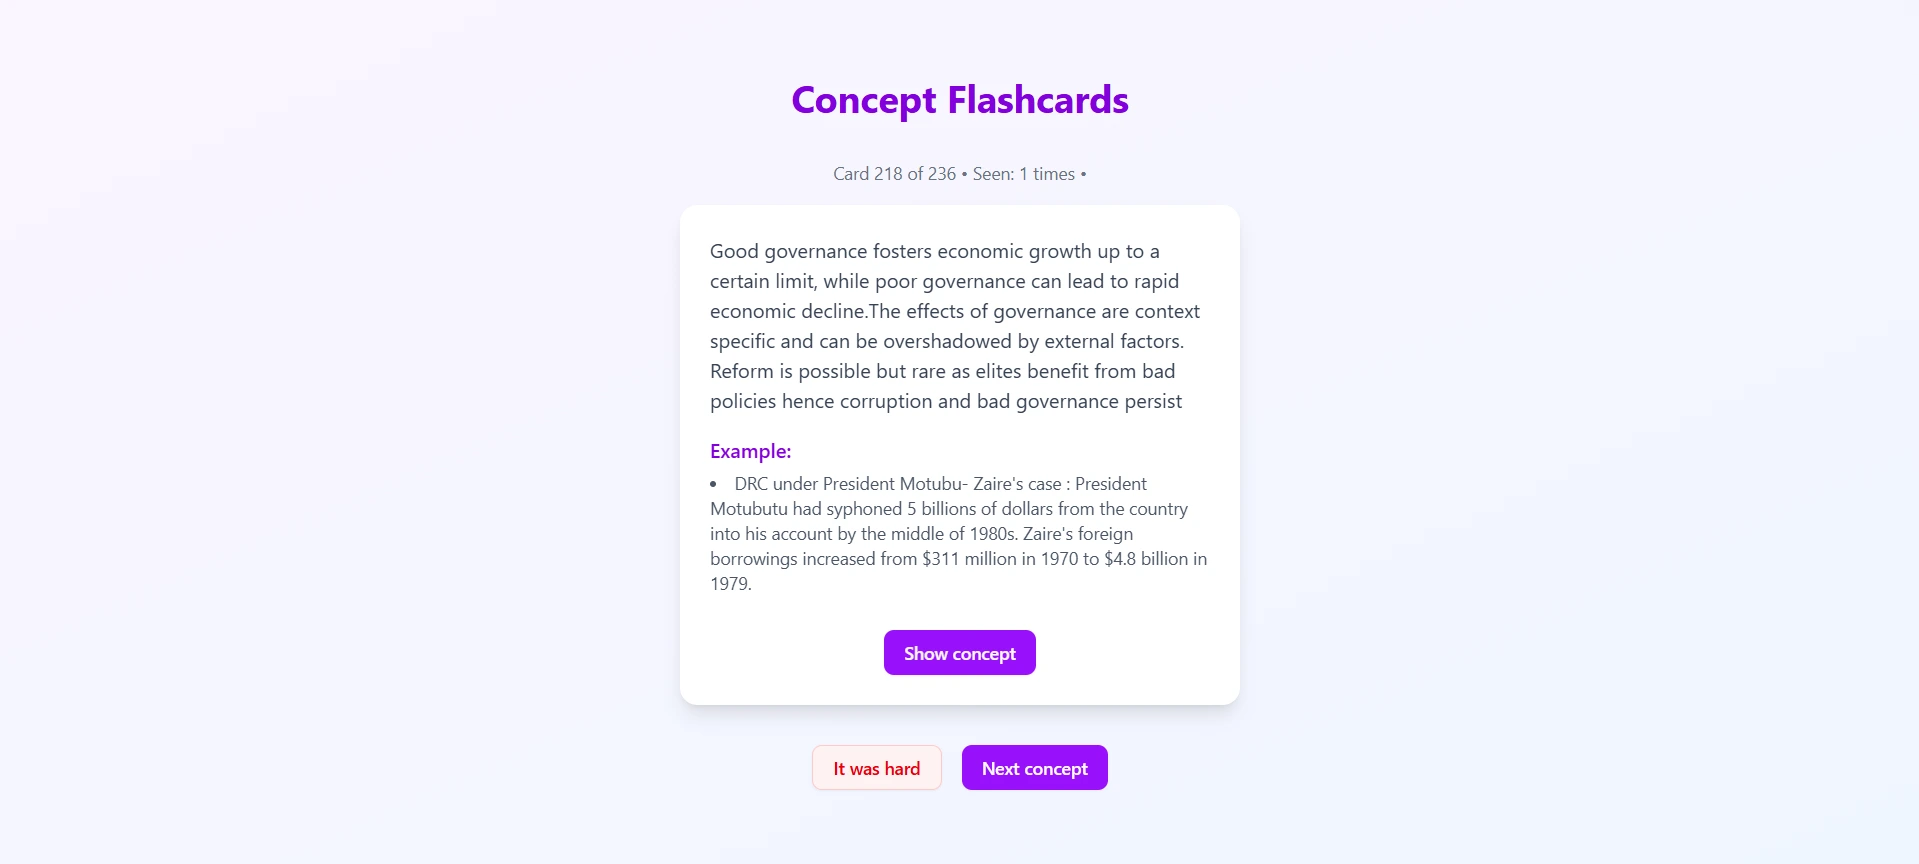 Concept Flashcards
Card 218 of 236 • Seen: 1 times •
Good governance fosters economic growth up to a
certain limit, while poor governance can lead to rapid
economic decline.The effects of governance are context
specific and can be overshadowed by external factors.
Reform is possible but rare as elites benefit from bad
policies hence corruption and bad governance persist
Example:
• DRC under President Motubu- Zaire's case : President
Motubutu had syphoned 5 billions of dollars from the country
into his account by the middle of 1980s. Zaire's foreign
borrowings increased from $311 million in 1970 to $4.8 billion in
1979.
Show concept
It was hard
Next concept